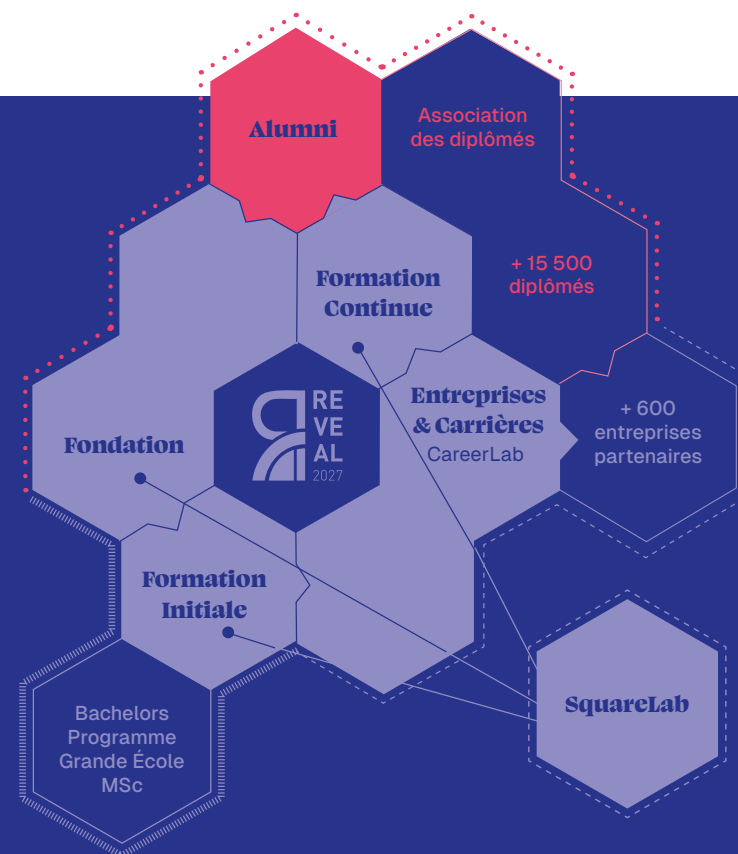 Alumni
Association
des diplômés
+ 15 500
diplômés
Formation
Continue
Entreprises
& Carrières
CareerLab
+ 600
entreprises
partenaires
RE
VE
AL
2027
Fondation
Formation
Initiale
Bachelors
Programme
Grande École
MSc
SquareLab